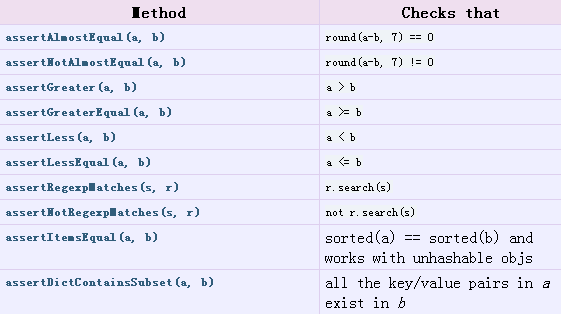 Method Checks that
assertAlmostEqual(a, b) round(a-b, 7) == 0
assertNotAlmostEqual(a, b) round(a-b, 7) != 0
assertGreater(a, b) a > b
assertGreaterEqual(a, b) a >= b
assertLess(a, b) a < b
assertLessEqual(a, b) a <= b
assertRegexpMatches(s, r) r.search(s)
assertNotRegexpMatches(s, r) not r.search(s)
assertItemsEqual(a, b) sorted(a) == sorted(b) and
works with unhashable objs
assertDictContainsSubset(a, b) all the key/value pairs in a
exist in b